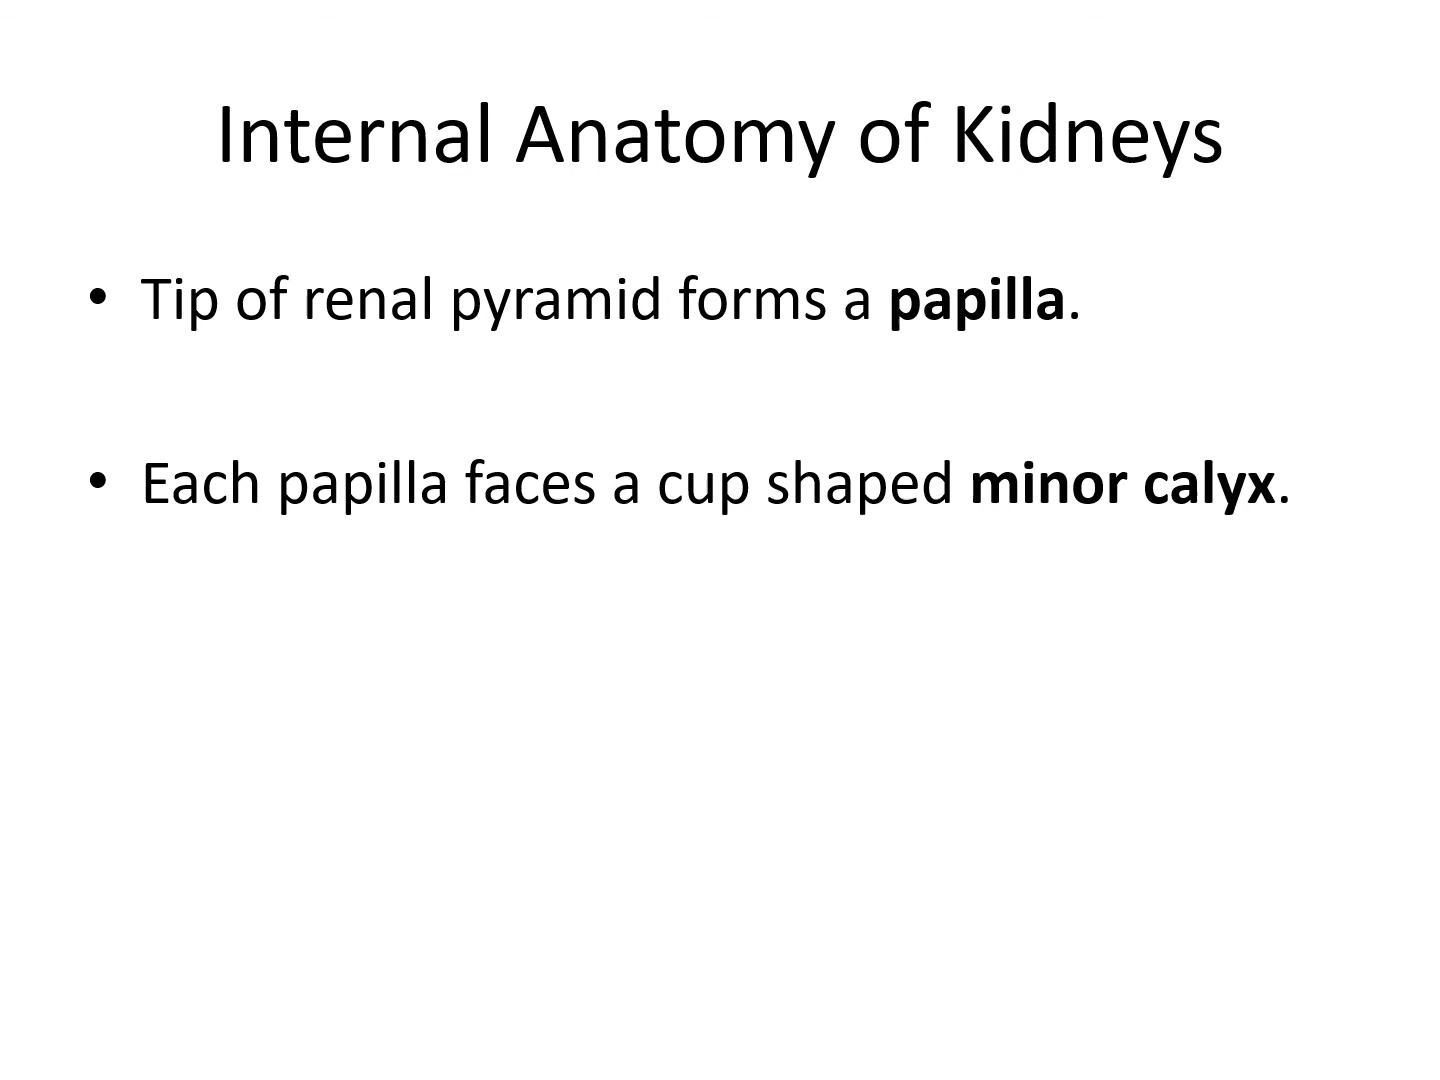 Internal Anatomy of Kidneys
• Tip of renal pyramid forms a papilla.
• Each papilla faces a cup shaped minor calyx.